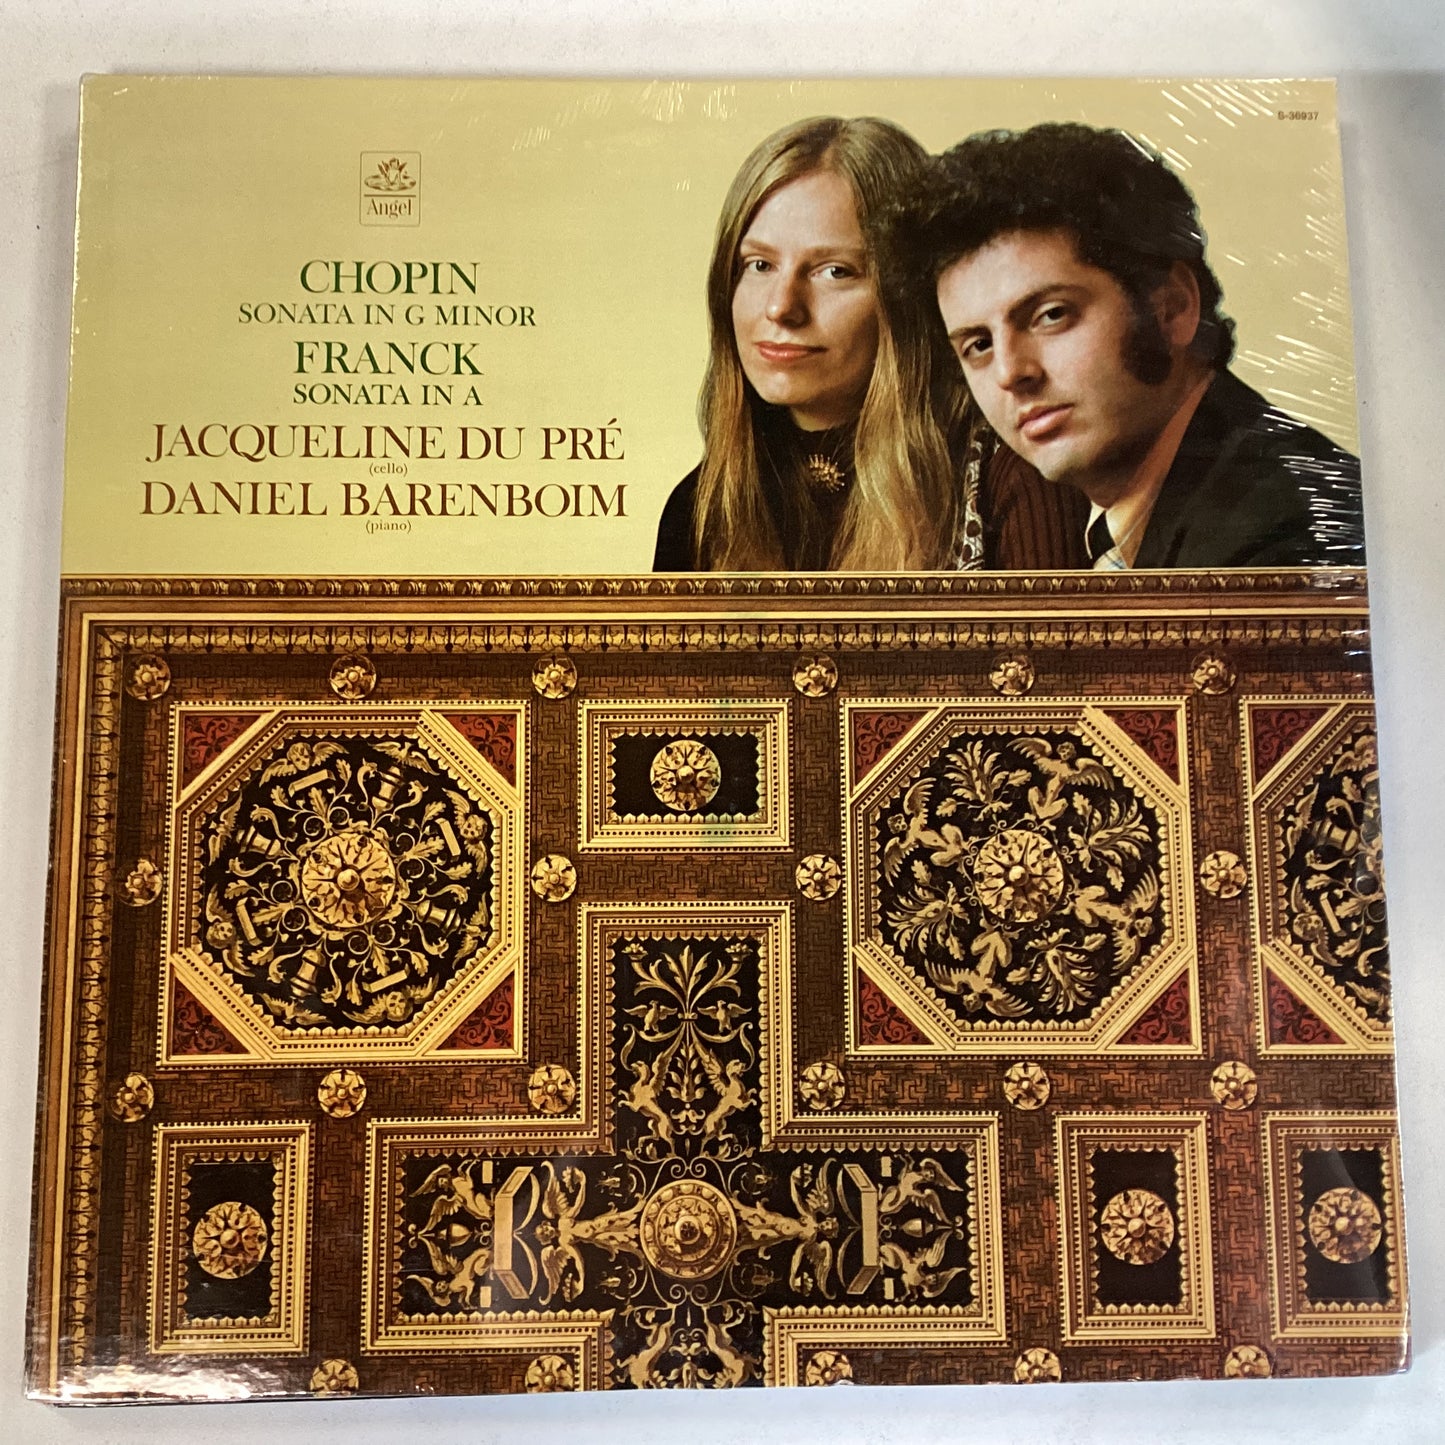 S-36937
Angel
CHOPIN
SONATA IN G MINOR
FRANCK
SONATA IN A
JACQUELINE DU PRÉ
(cello)
DANIEL BARENBOIM
(piano)